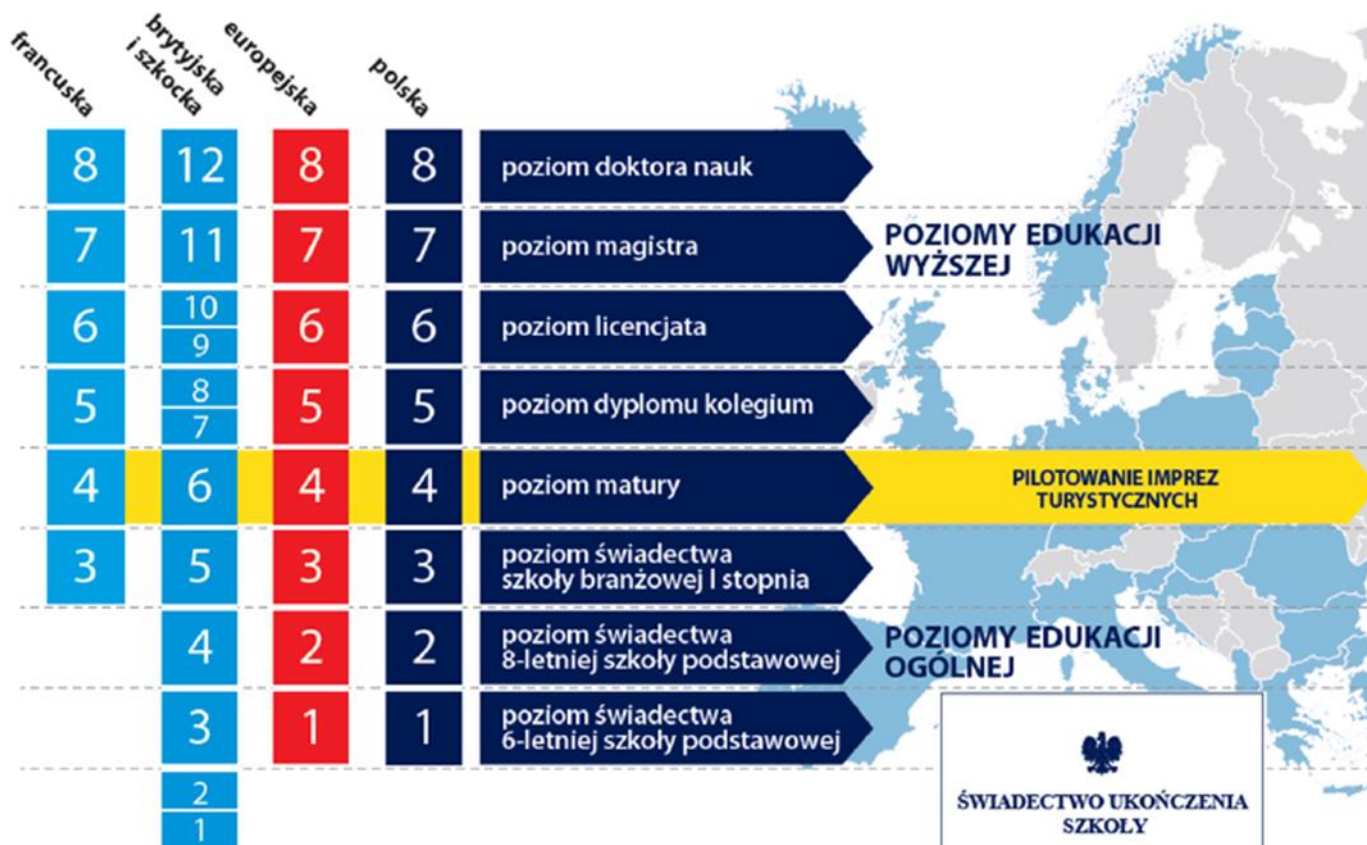 francuska
brytyjska
i szkocka
europejska
polska
8 12 8 8 poziom doktora nauk
7 11 7 7 poziom magistra
POZIOMY EDUKACJI
WYŻSZEJ
6 10 6 6 poziom licencjata
9
5 8 5 5 poziom dyplomu kolegium
7
4 6 4 4 poziom matury
PILOTOWANIE IMPREZ
TURYSTYCZNYCH
3 5 3 3 poziom świadectwa
szkoły branżowej I stopnia
4 2 2 poziom świadectwa
8-letniej szkoły podstawowej
POZIOMY EDUKACJI
OGÓLNEJ
3 1 1 poziom świadectwa
6-letniej szkoły podstawowej
2
1
ŚWIADECTWO UKOŃCZENIA
SZKOŁY